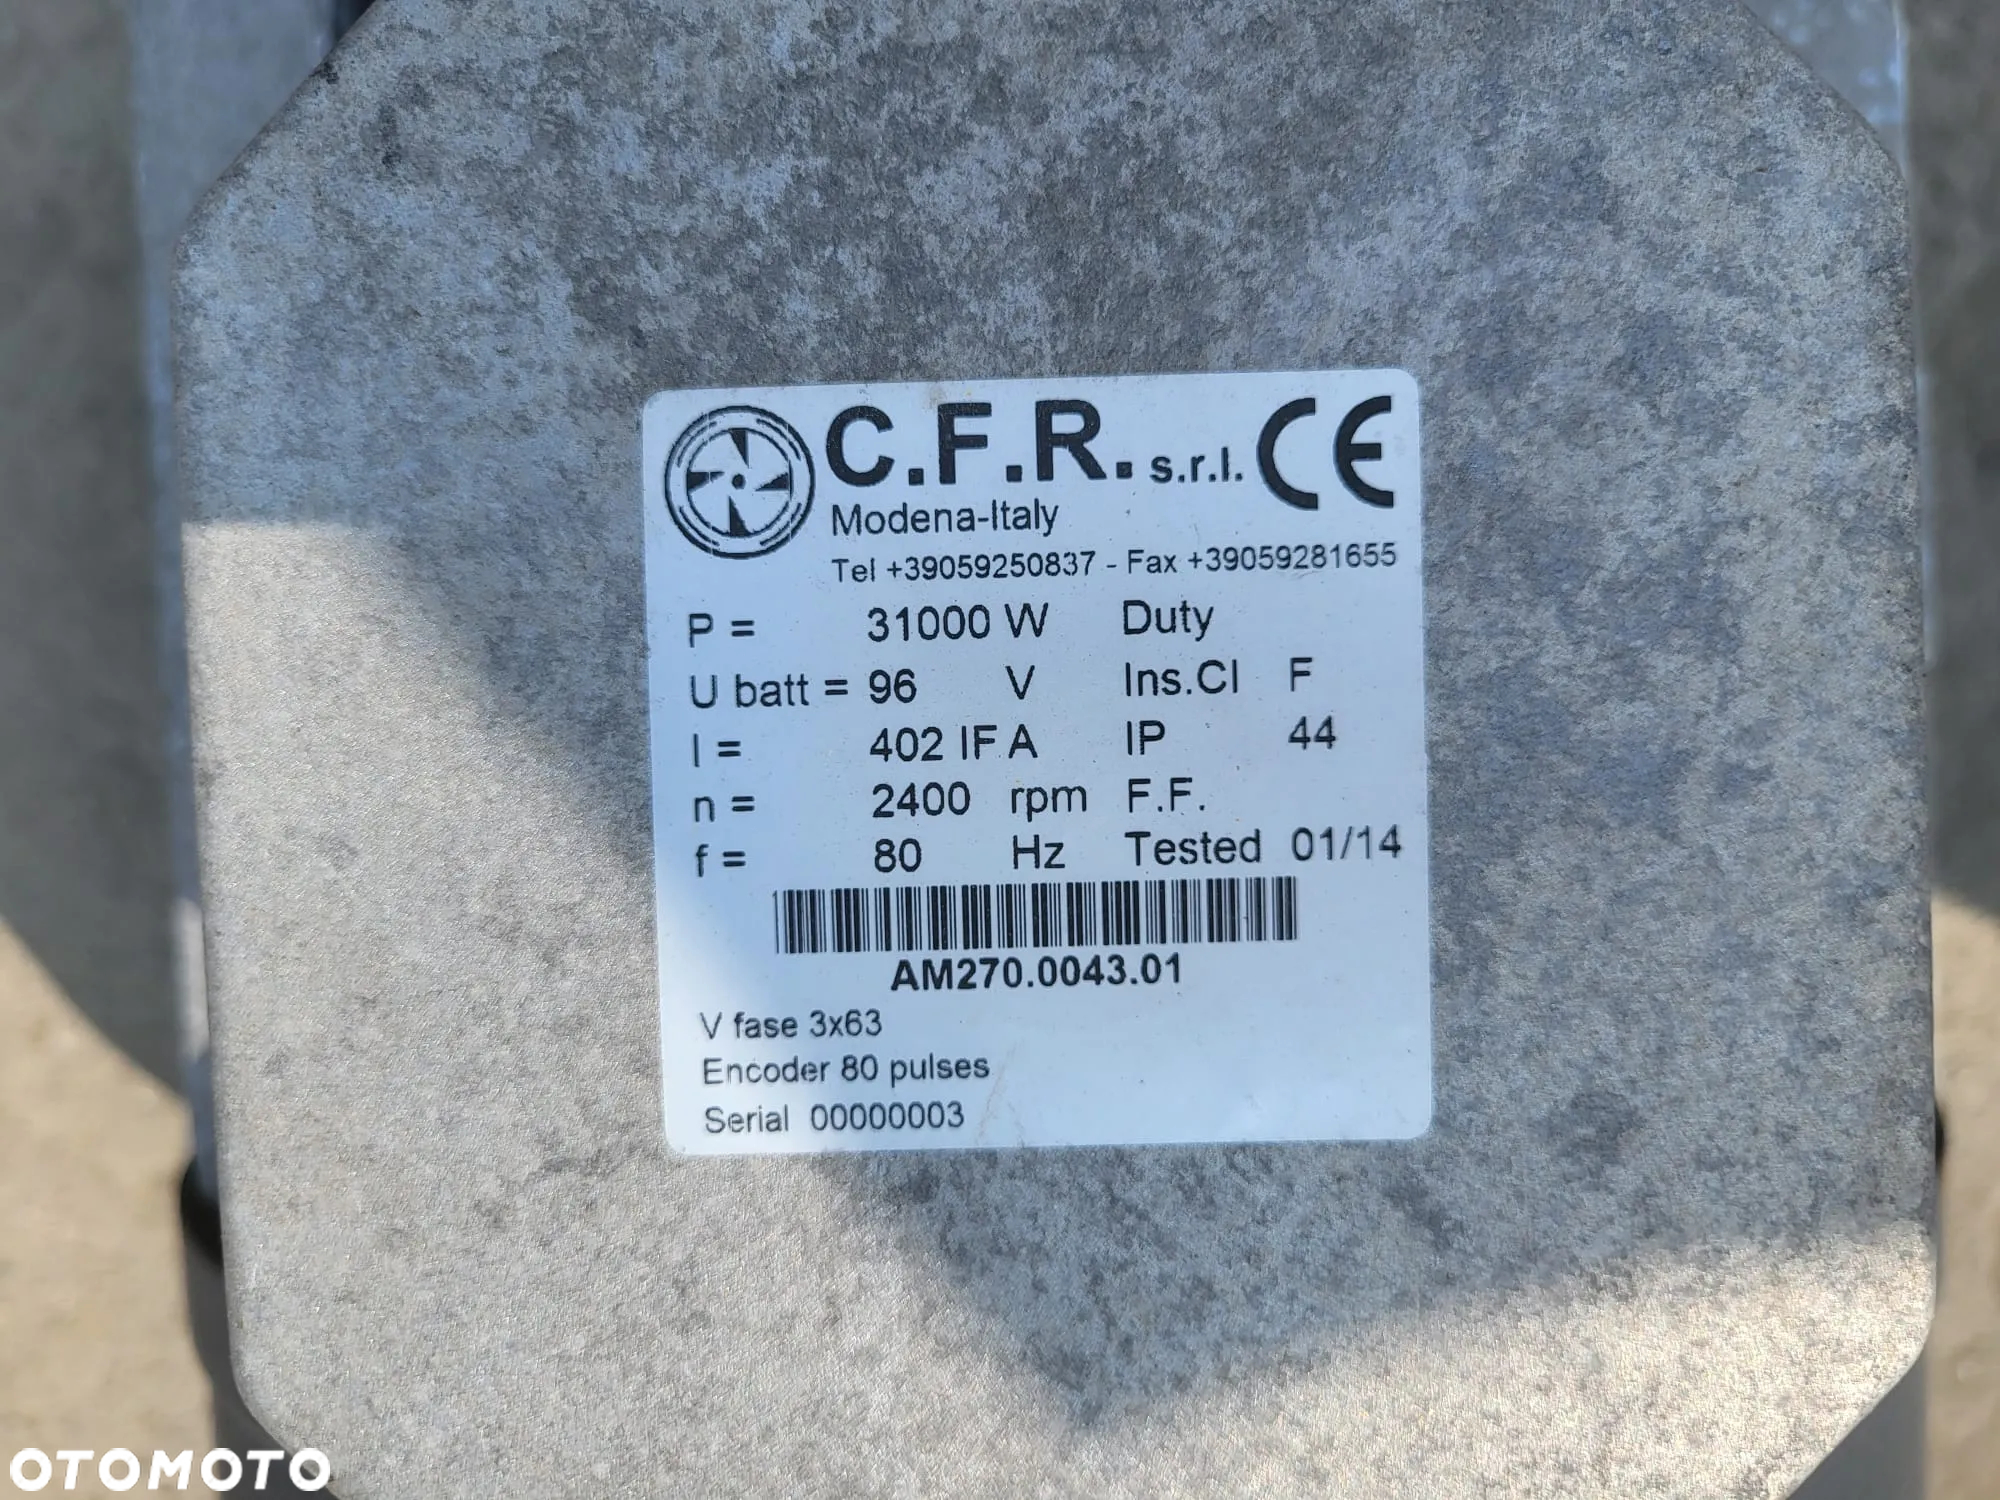 C.F.R. s.r.l. CE
Modena-Italy
Tel +39059250837 - Fax +39059281655
P = 31000 W Duty
U batt = 96 V Ins.Cl F
I = 402 IF A IP 44
n = 2400 rpm F.F.
f = 80 Hz Tested 01/14
AM270.0043.01
V fase 3x63
Encoder 80 pulses
Serial 00000003
OTOMOTO